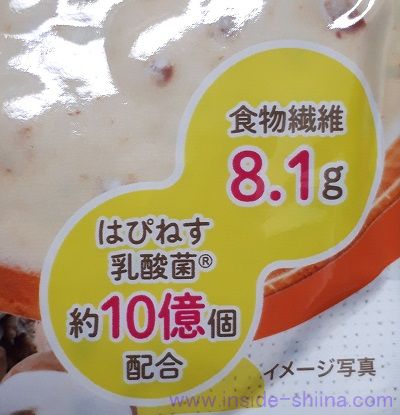 食物繊維
8.1g
はぴねす
乳酸菌®
約10億個
配合
イメージ写真
www.inside-shiina.com